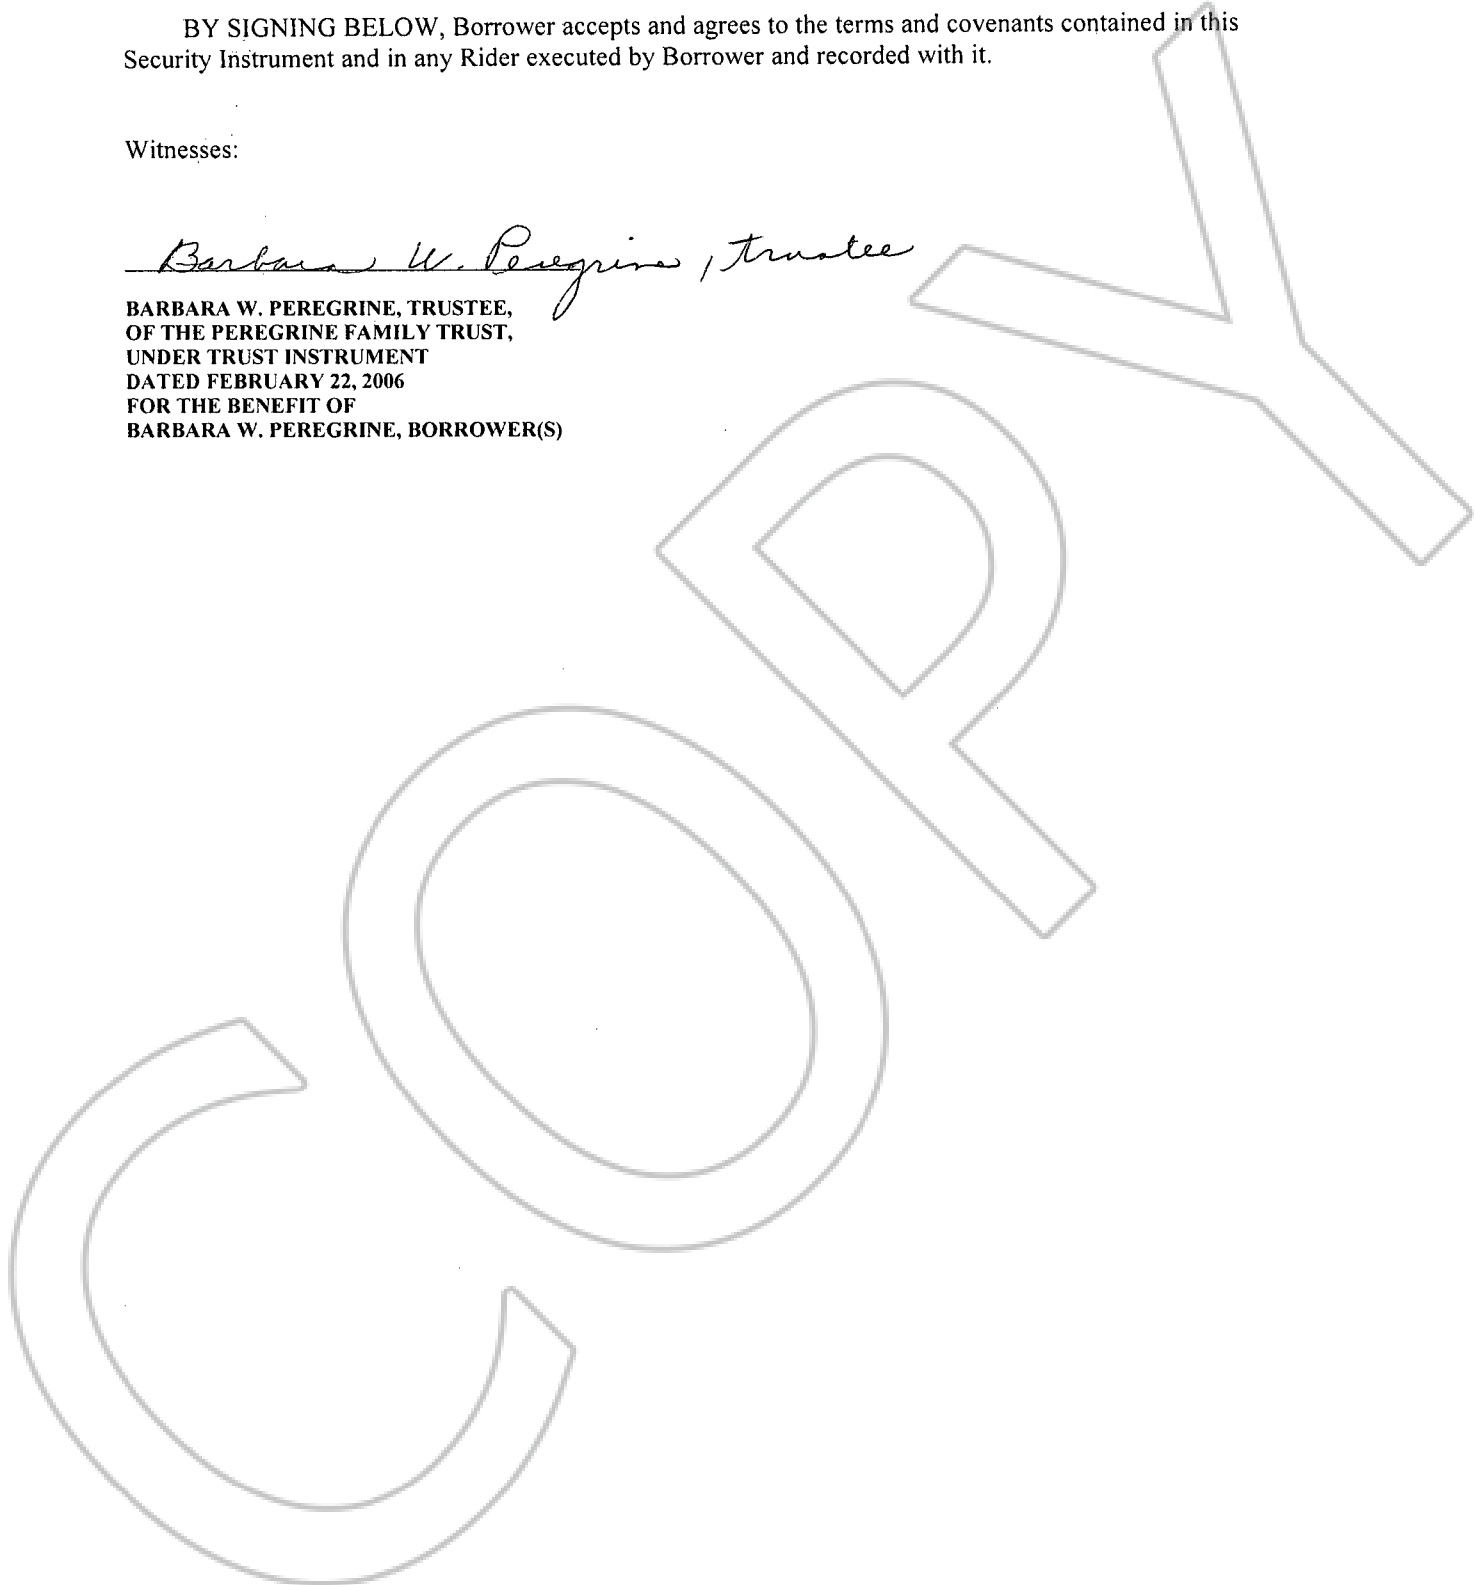 BY SIGNING BELOW, Borrower accepts and agrees to the terms and covenants contained in this
Security Instrument and in any Rider executed by Borrower and recorded with it.
Witnesses:
Barbara W. Peregrine, trustee
BARBARA W. PEREGRINE, TRUSTEE,
OF THE PEREGRINE FAMILY TRUST,
UNDER TRUST INSTRUMENT
DATED FEBRUARY 22, 2006
FOR THE BENEFIT OF
BARBARA W. PEREGRINE, BORROWER(S)
COPY